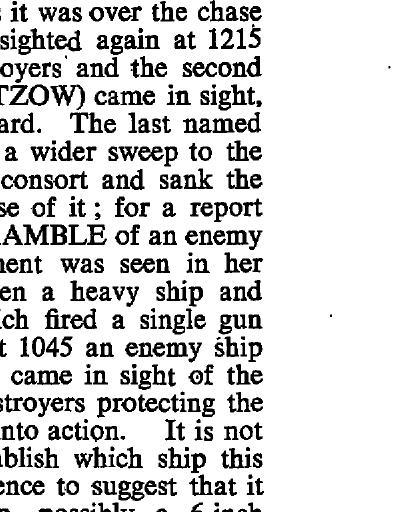 it was over the chase
sighted again at 1215
oyers and the second
TZOW) came in sight,
ard. The last named
a wider sweep to the
consort and sank the
se of it ; for a report
AMBLE of an enemy
ment was seen in her
en a heavy ship and
ch fired a single gun
t 1045 an enemy ship
came in sight of the
stroyers protecting the
nto action. It is not
blish which ship this
ence to suggest that it
possibly a 6-inch